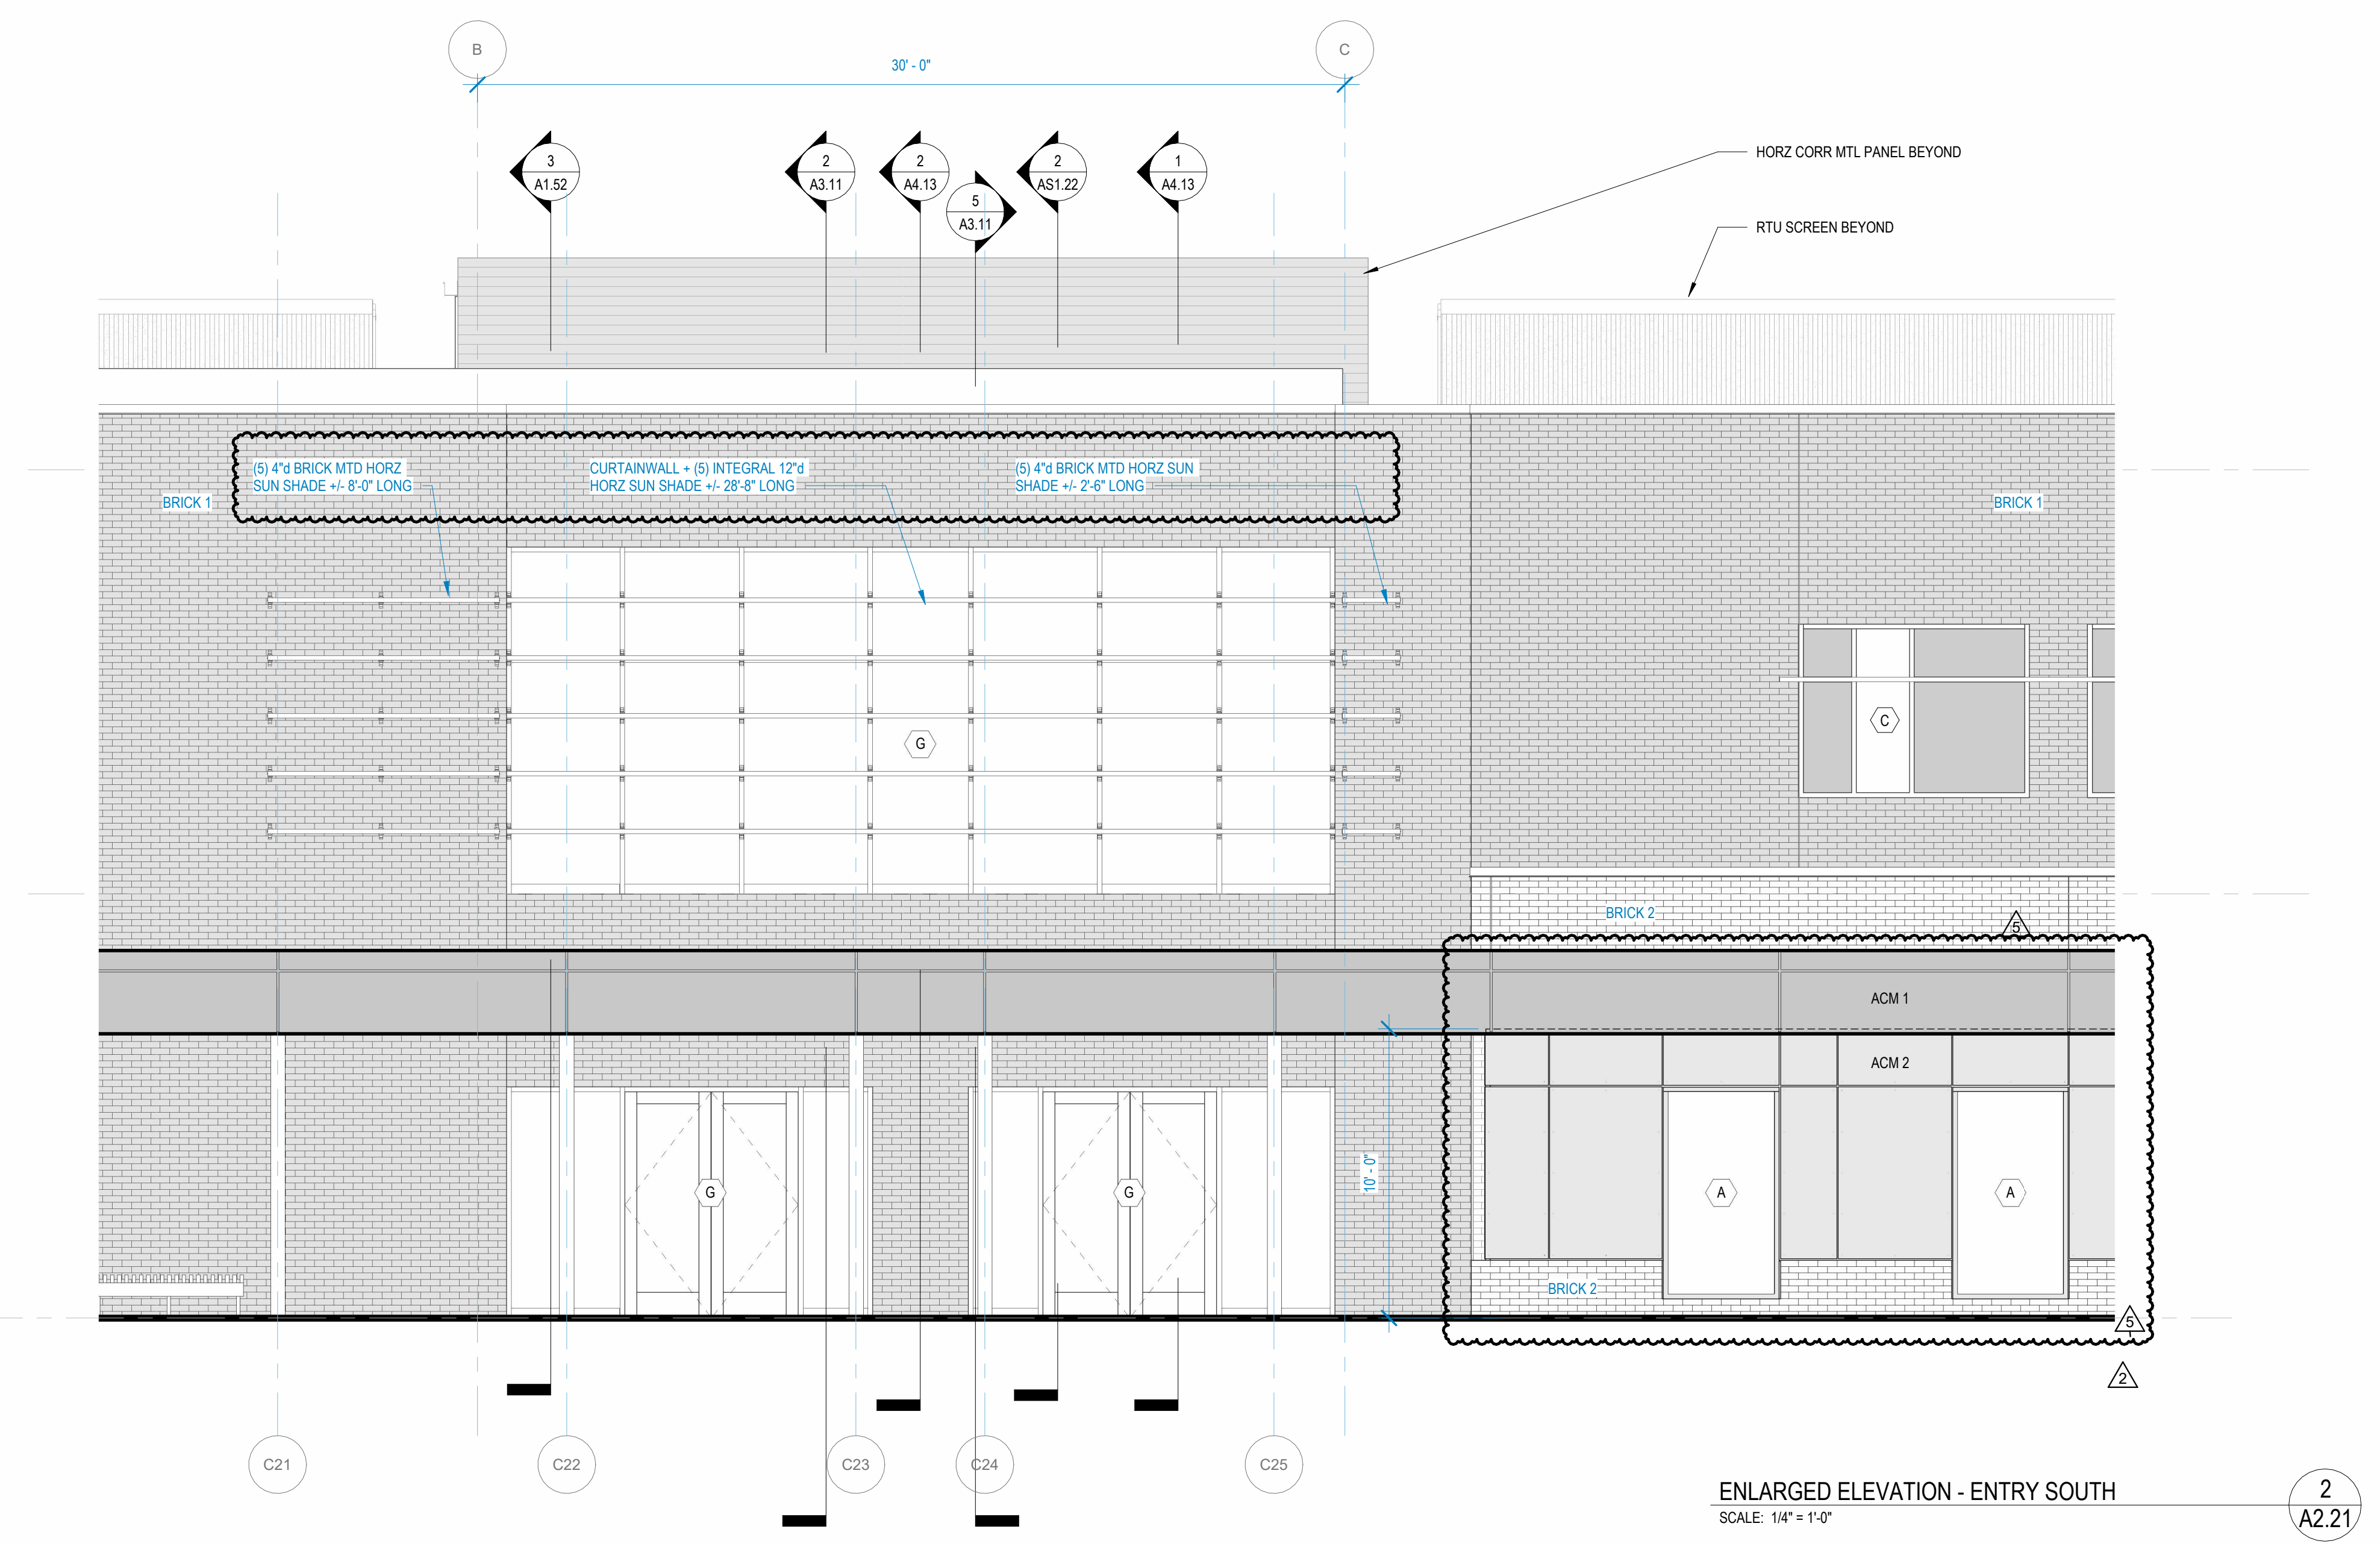 B
C
30' - 0"
3
A1.52
2
A3.11
2
A4.13
5
A3.11
2
AS1.22
1
A4.13
HORZ CORR MTL PANEL BEYOND
RTU SCREEN BEYOND
(5) 4"d BRICK MTD HORZ
SUN SHADE +/- 8'-0" LONG
CURTAINWALL + (5) INTEGRAL 12"d
HORZ SUN SHADE +/- 28'-8" LONG
(5) 4"d BRICK MTD HORZ SUN
SHADE +/- 2'-6" LONG
BRICK 1
BRICK 1
C
G
BRICK 2
5
ACM 1
ACM 2
10' - 0"
G
G
A
A
BRICK 2
5
2
C21
C22
C23
C24
C25
ENLARGED ELEVATION - ENTRY SOUTH
SCALE: 1/4" = 1'-0"
2
A2.21